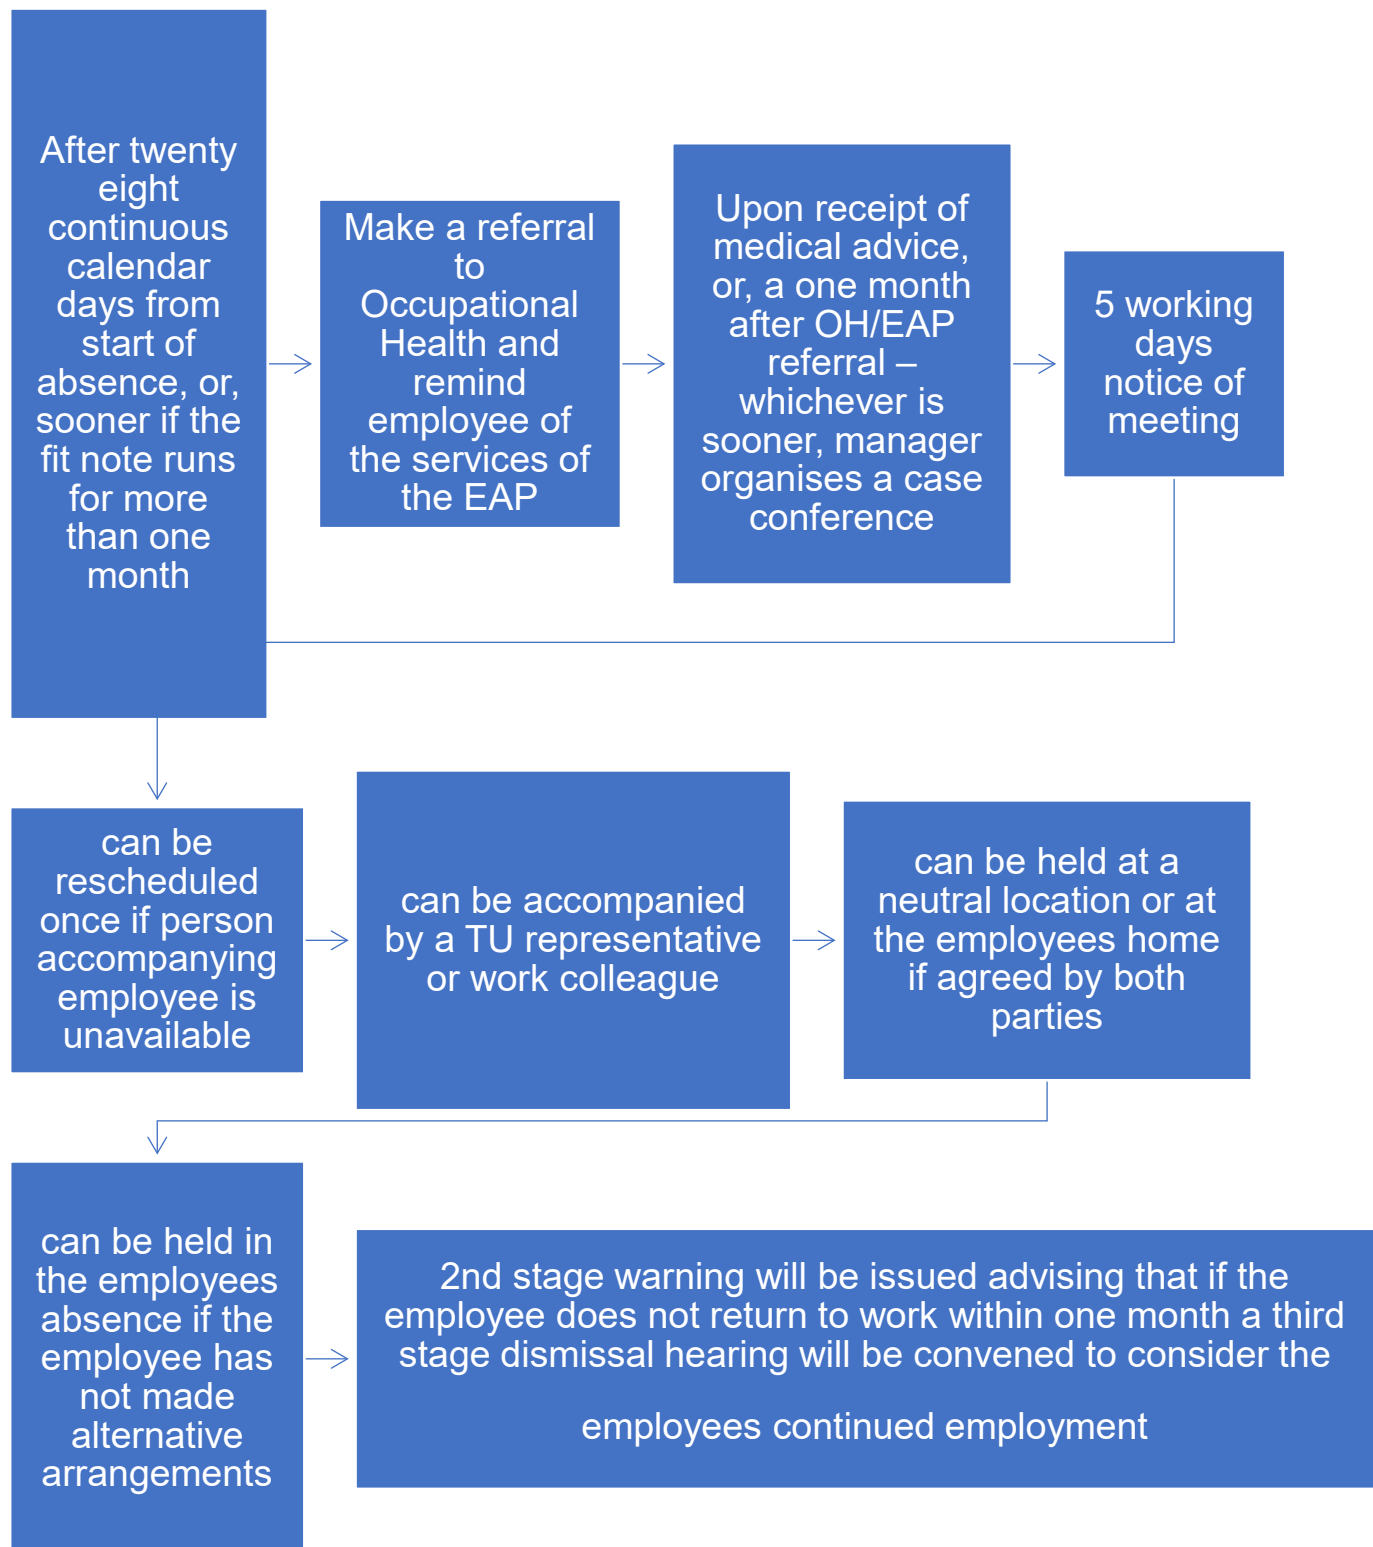 After twenty
eight
continuous
calendar
days from
start of
absence, or,
sooner if the
fit note runs
for more
than one
month
Make a referral
to
Occupational
Health and
remind
employee of
the services of
the EAP
Upon receipt of
medical advice,
or, a one month
after OH/EAP
referral –
whichever is
sooner, manager
organises a case
conference
5 working
days
notice of
meeting
can be
rescheduled
once if person
accompanying
employee is
unavailable
can be accompanied
by a TU representative
or work colleague
can be held at a
neutral location or at
the employees home
if agreed by both
parties
can be held in
the employees
absence if the
employee has
not made
alternative
arrangements
2nd stage warning will be issued advising that if the
employee does not return to work within one month a third
stage dismissal hearing will be convened to consider the
employees continued employment